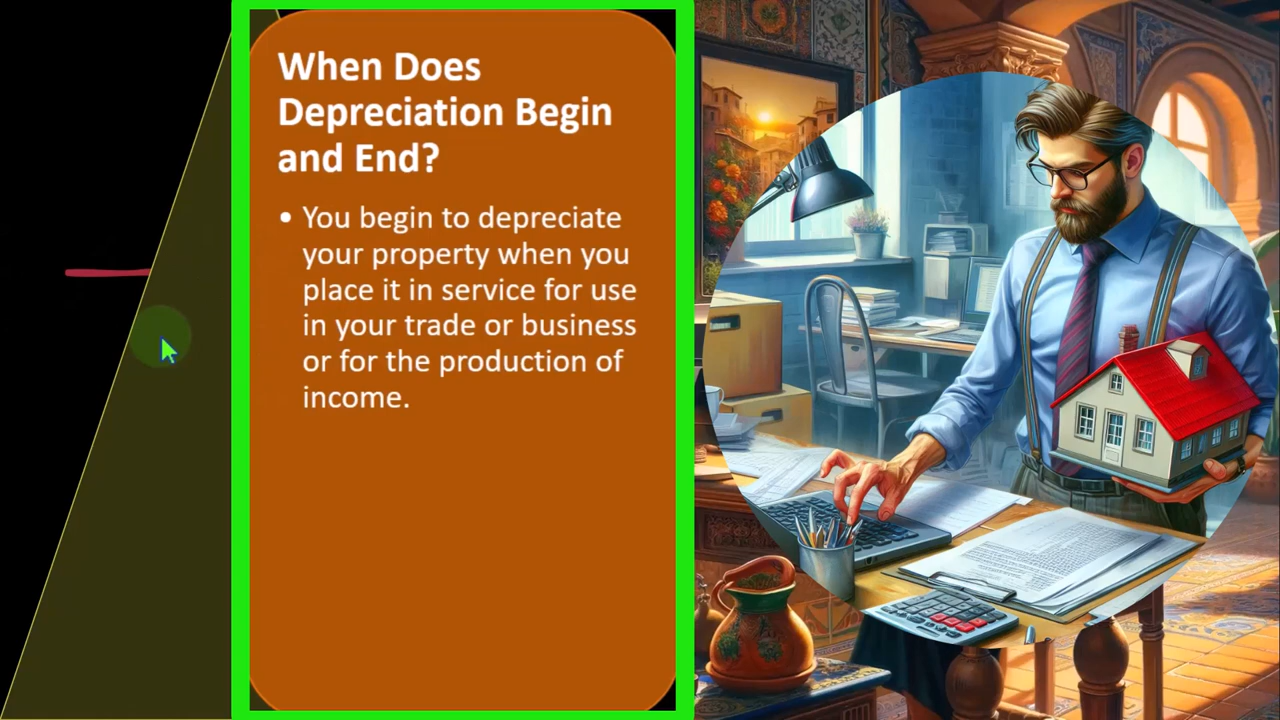 When Does
Depreciation Begin
and End?
• You begin to depreciate
your property when you
place it in service for use
in your trade or business
or for the production of
income.